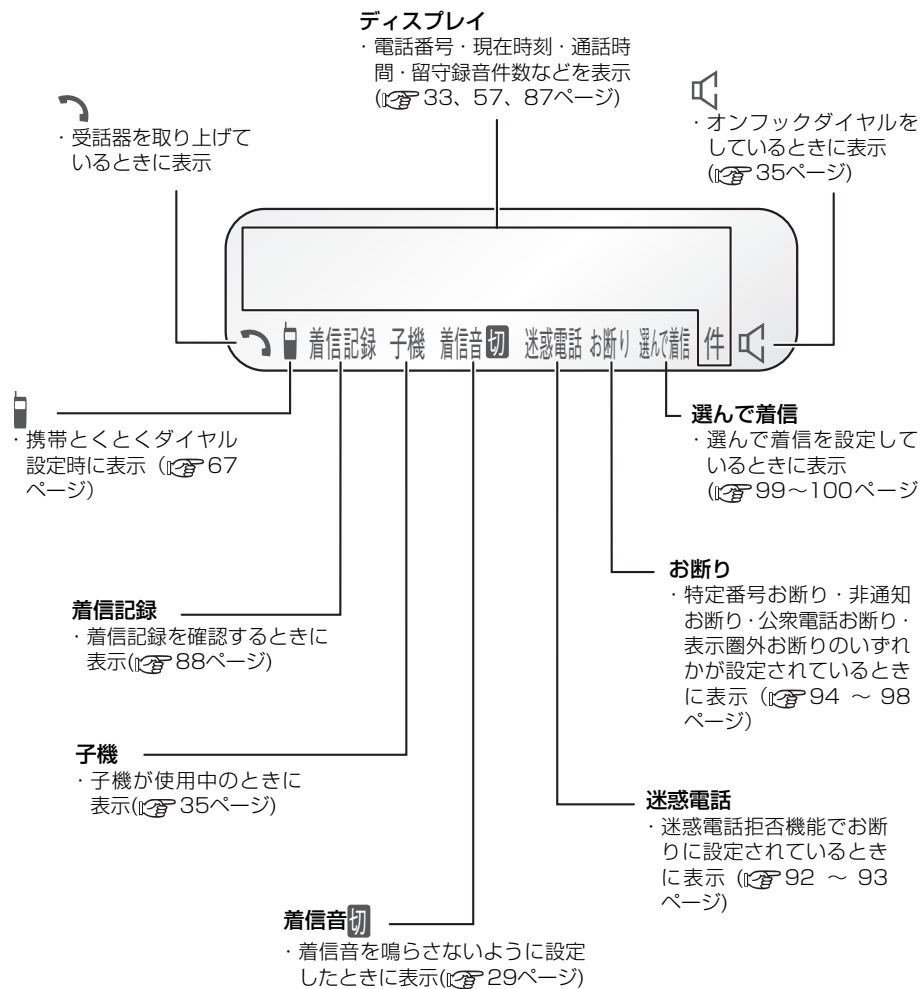 ディスプレイ
・電話番号・現在時刻・通話時
間・留守録音件数などを表示
(33、57、87ページ)
・受話器を取り上げて
いるときに表示
・オンフックダイヤルを
しているときに表示
(35ページ)
着信記録 子機 着信音切 迷惑電話 お断り 選んで着信 件
・携帯とくとくダイヤル
設定時に表示（67
ページ）
選んで着信
・選んで着信を設定して
いるときに表示
(99〜100ページ
お断り
・特定番号お断り・非通知
お断り・公衆電話お断り・
表示圏外お断りのいずれ
かが設定されているとき
に表示（94 〜 98
ページ）
着信記録
・着信記録を確認するときに
表示(88ページ)
子機
・子機が使用中のときに
表示(35ページ)
迷惑電話
・迷惑電話拒否機能でお断
りに設定されているとき
に表示 (92 〜 93
ページ)
着信音切
・着信音を鳴らさないように設定
したときに表示(29ページ)